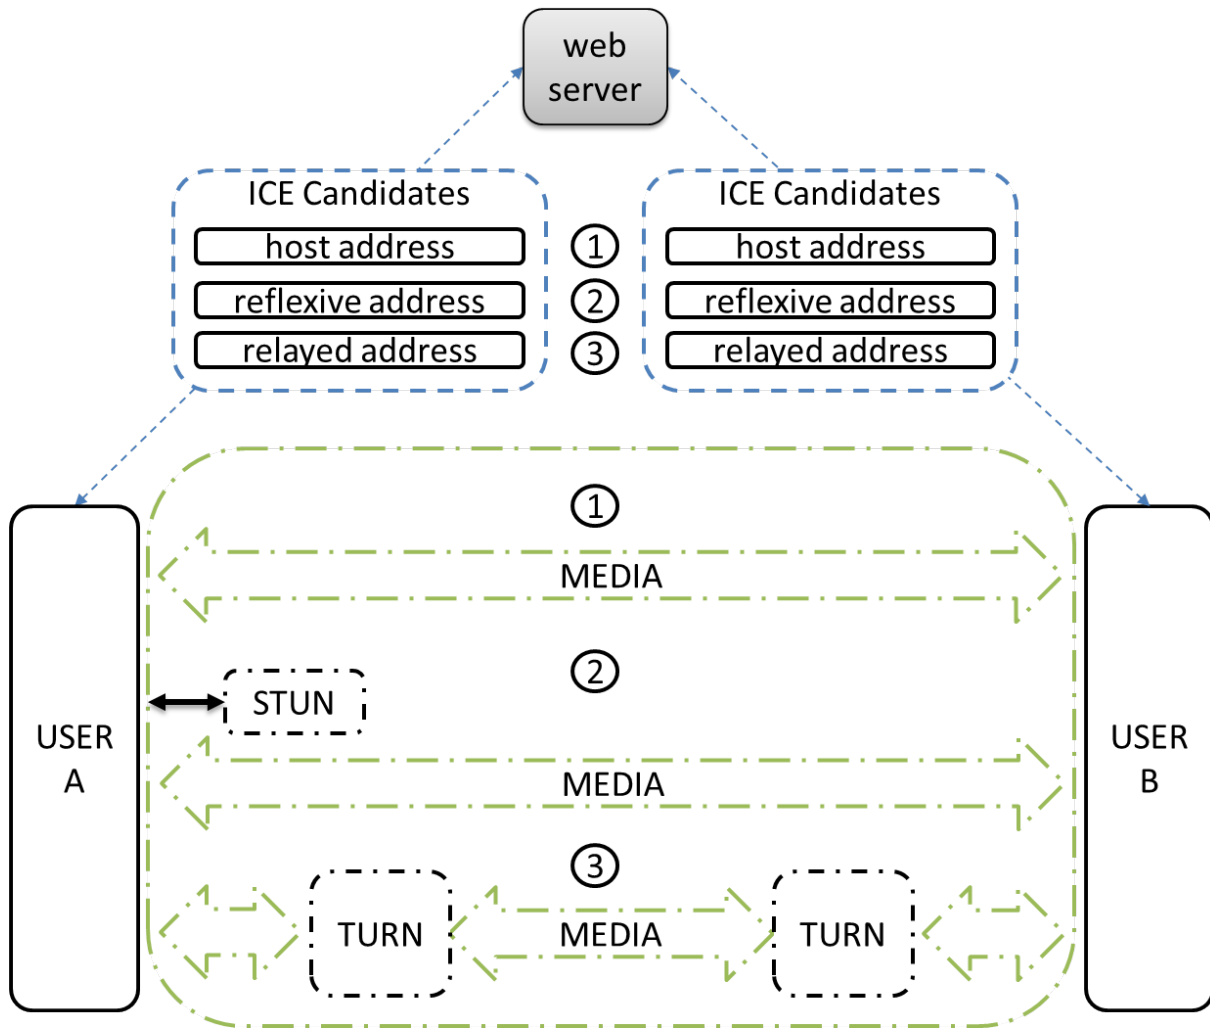 web
server
ICE Candidates
host address
reflexive address
relayed address
1
2
3
ICE Candidates
host address
reflexive address
relayed address
1
MEDIA
2
STUN
MEDIA
3
TURN
MEDIA
TURN
USER
A
USER
B